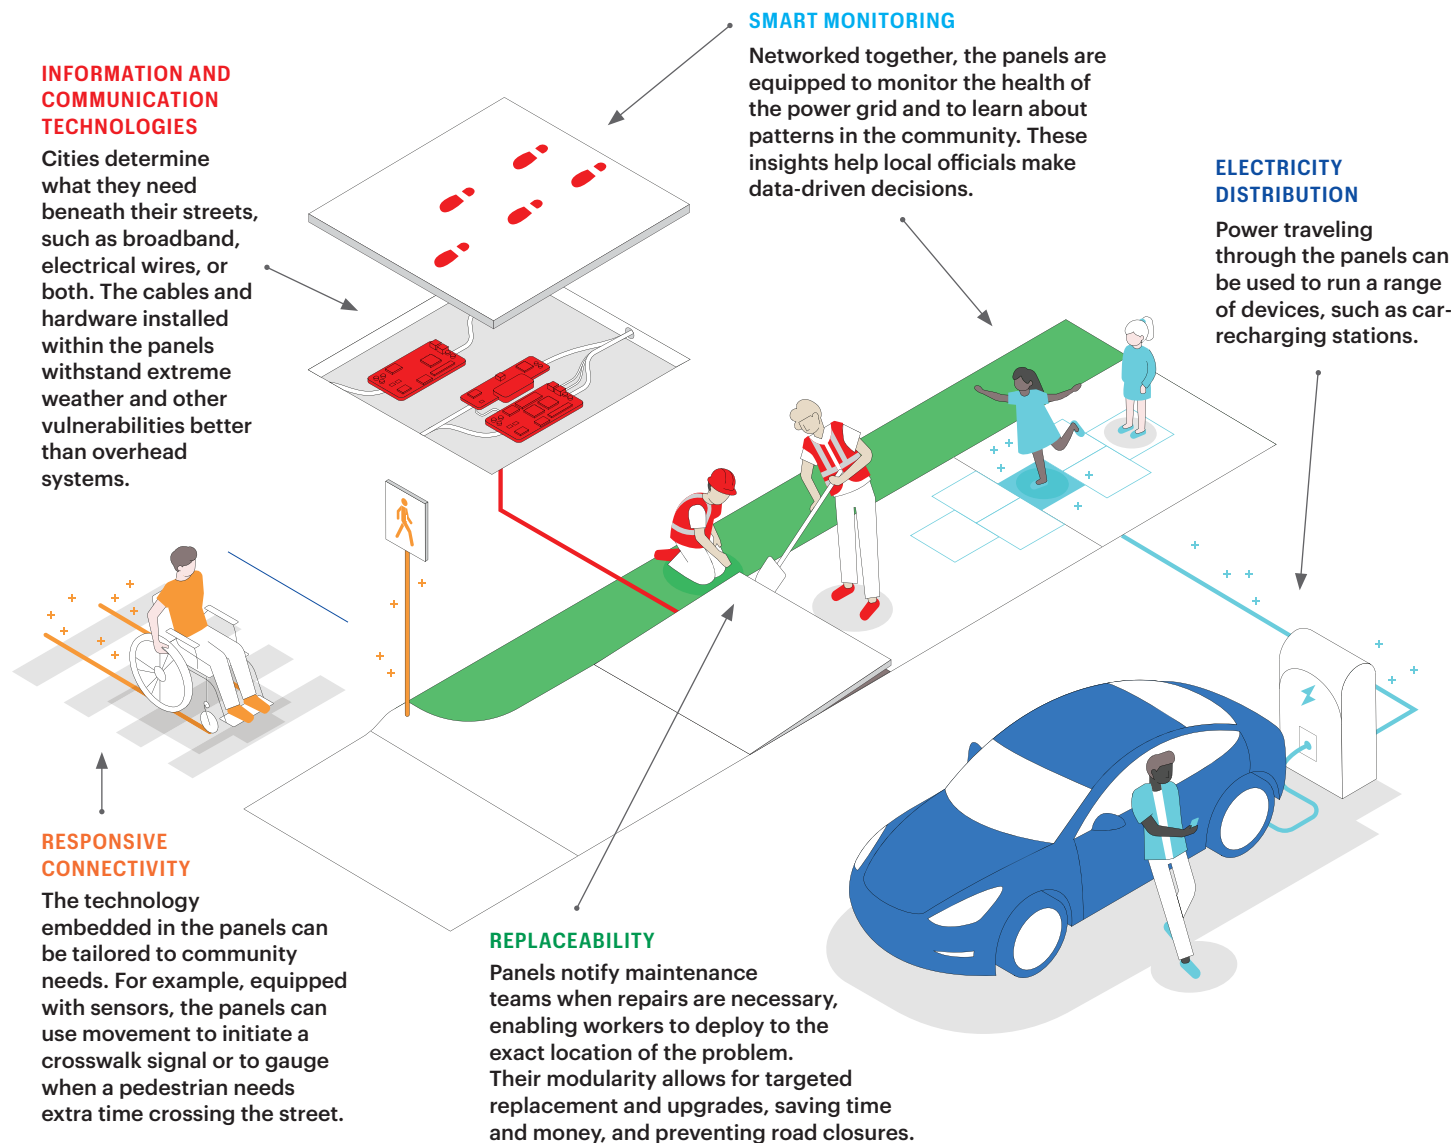 SMART MONITORING
Networked together, the panels are
equipped to monitor the health of
the power grid and to learn about
patterns in the community. These
insights help local officials make
data-driven decisions.
INFORMATION AND
COMMUNICATION
TECHNOLOGIES
Cities determine
what they need
beneath their streets,
such as broadband,
electrical wires, or
both. The cables and
hardware installed
within the panels
withstand extreme
weather and other
vulnerabilities better
than overhead
systems.
ELECTRICITY
DISTRIBUTION
Power traveling
through the panels can
be used to run a range
of devices, such as car-
recharging stations.
RESPONSIVE
CONNECTIVITY
The technology
embedded in the panels can
be tailored to community
needs. For example, equipped
with sensors, the panels can
use movement to initiate a
crosswalk signal or to gauge
when a pedestrian needs
extra time crossing the street.
REPLACEABILITY
Panels notify maintenance
teams when repairs are necessary,
enabling workers to deploy to the
exact location of the problem.
Their modularity allows for targeted
replacement and upgrades, saving time
and money, and preventing road closures.